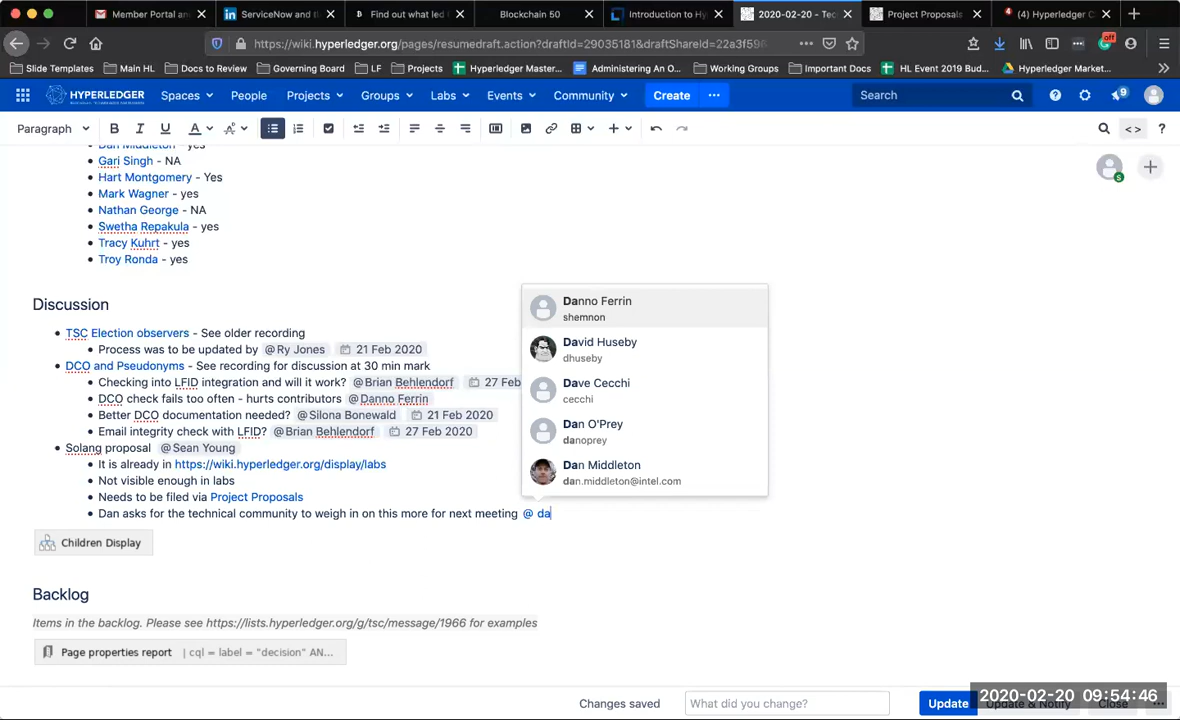 Member Portal an
ServiceNow and th
Find out what led
Blockchain 50
Introduction to Hy
2020-02-20 - Tec
Project Proposals
(4) Hyperledger C
https://wiki.hyperledger.org/pages/resumedraft.action?draftId=29035181&draftShareId=22a3f59
off
Slide Templates
Main HL
Docs to Review
Governing Board
LF
Projects
Hyperledger Master...
Administering An O...
Working Groups
Important Docs
HL Event 2019 Bud...
Hyperledger Market...
HYPERLEDGER
Spaces
People
Projects
Groups
Labs
Events
Community
Create
Search
9
Paragraph
B I U A
<> ?
Dan Middleton - yes
Gari Singh - NA
Hart Montgomery - Yes
Mark Wagner - yes
Nathan George - NA
Swetha Repakula - yes
Tracy Kuhrt - yes
Troy Ronda - yes
Discussion
TSC Election observers - See older recording
Process was to be updated by @Ry Jones 21 Feb 2020
DCO and Pseudonyms - See recording for discussion at 30 min mark
Checking into LFID integration and will it work? @Brian Behlendorf 27 Feb
DCO check fails too often - hurts contributors @Danno Ferrin
Better DCO documentation needed? @Silona Bonewald 21 Feb 2020
Email integrity check with LFID? @Brian Behlendorf 27 Feb 2020
Solang proposal @Sean Young
It is already in https://wiki.hyperledger.org/display/labs
Not visible enough in labs
Needs to be filed via Project Proposals
Dan asks for the technical community to weigh in on this more for next meeting @ da
Danno Ferrin
shemnon
David Huseby
dhuseby
Dave Cecchi
cecchi
Dan O'Prey
danoprey
Dan Middleton
dan.middleton@intel.com
Children Display
Backlog
Items in the backlog. Please see https://lists.hyperledger.org/g/tsc/message/1966 for examples
Page properties report | cql = label = "decision" AN...
Changes saved
What did you change?
Update
Update & Notify
Close
2020-02-20 09:54:46